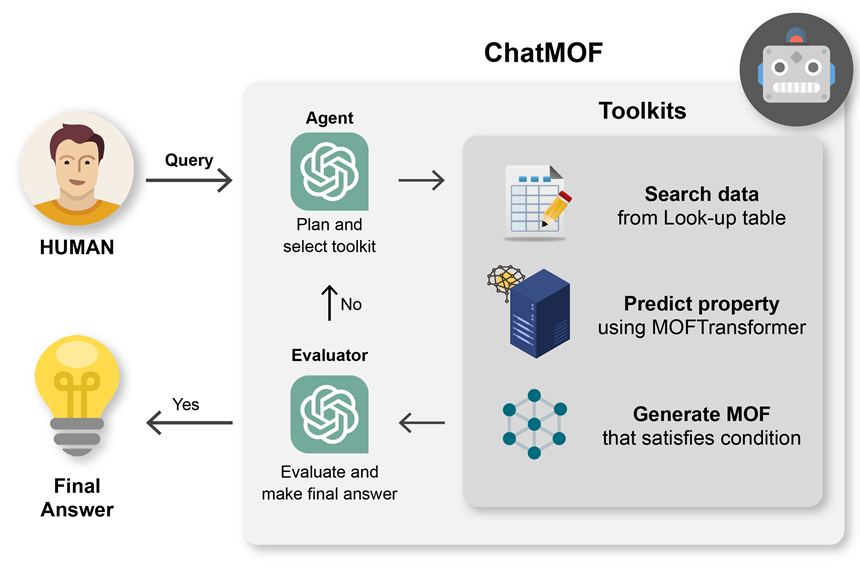 ChatMOF
Toolkits
Agent
Query
Plan and
select toolkit
HUMAN
Search data
from Look-up table
Predict property
using MOFTransformer
No
Evaluator
Yes
Evaluate and
make final answer
Generate MOF
that satisfies condition
Final
Answer